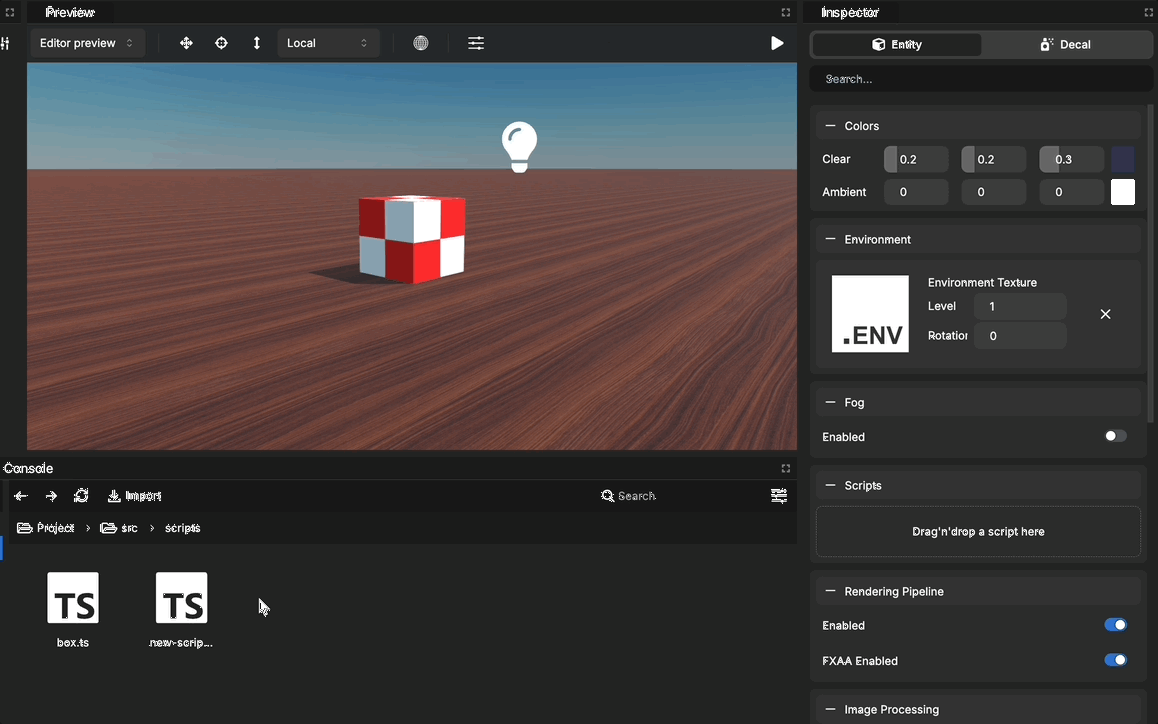 Preview
Editor preview
Local
Console
Import
Search
Project › src › scripts
TS
box.ts
TS
new-scrip...
Inspector
Entity
Decal
Search...
Colors
Clear 0.2 0.2 0.3
Ambient 0 0 0
Environment
.ENV
Environment Texture
Level 1
Rotation 0
Fog
Enabled
Scripts
Drag'n'drop a script here
Rendering Pipeline
Enabled
FXAA Enabled
Image Processing